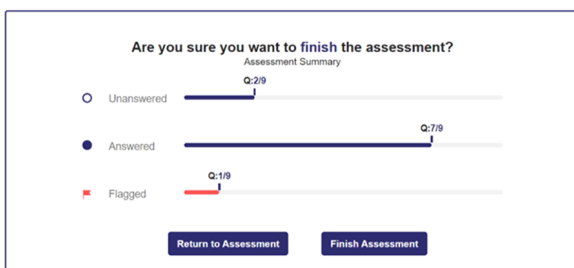 Are you sure you want to finish the assessment?
Assessment Summary
Q:2/9
Unanswered
Q:7/9
Answered
Q:1/9
Flagged
Return to Assessment
Finish Assessment